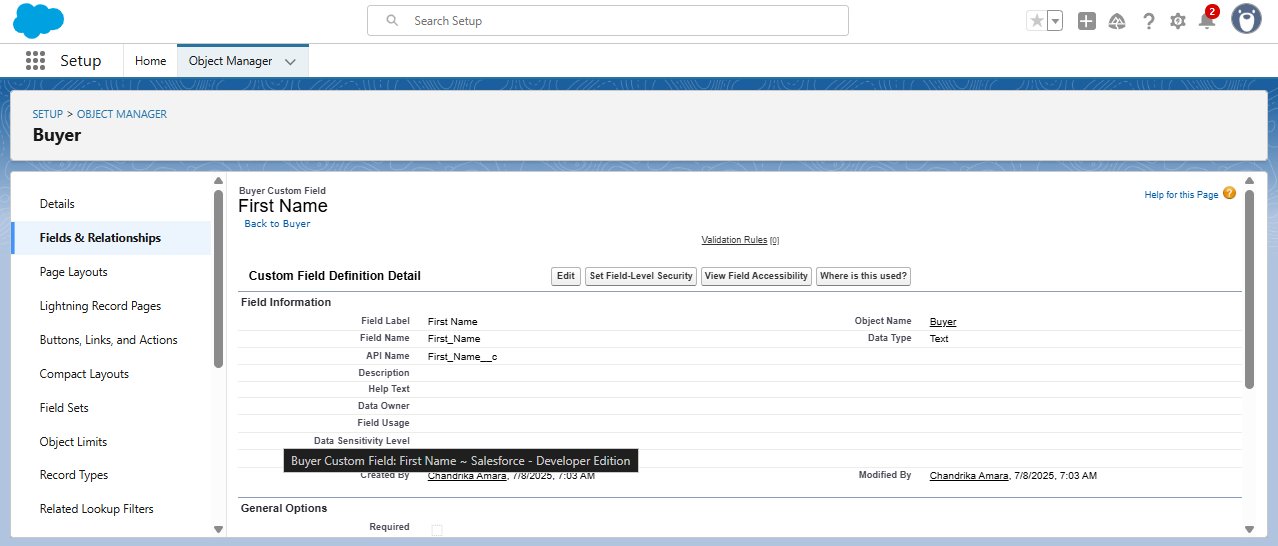 Search Setup
2
Setup
Home
Object Manager
SETUP > OBJECT MANAGER
Buyer
Details
Fields & Relationships
Page Layouts
Lightning Record Pages
Buttons, Links, and Actions
Compact Layouts
Field Sets
Object Limits
Record Types
Related Lookup Filters
Buyer Custom Field
First Name
Back to Buyer
Help for this Page ?
Validation Rules [0]
Custom Field Definition Detail
Edit
Set Field-Level Security
View Field Accessibility
Where is this used?
Field Information
Field Label First Name Object Name Buyer
Field Name First_Name Data Type Text
API Name First_Name__c
Description
Help Text
Data Owner
Field Usage
Data Sensitivity Level
Buyer Custom Field: First Name ~ Salesforce - Developer Edition
Created By Chandrika Amara, 7/8/2025, 7:03 AM Modified By Chandrika Amara, 7/8/2025, 7:03 AM
General Options
Required